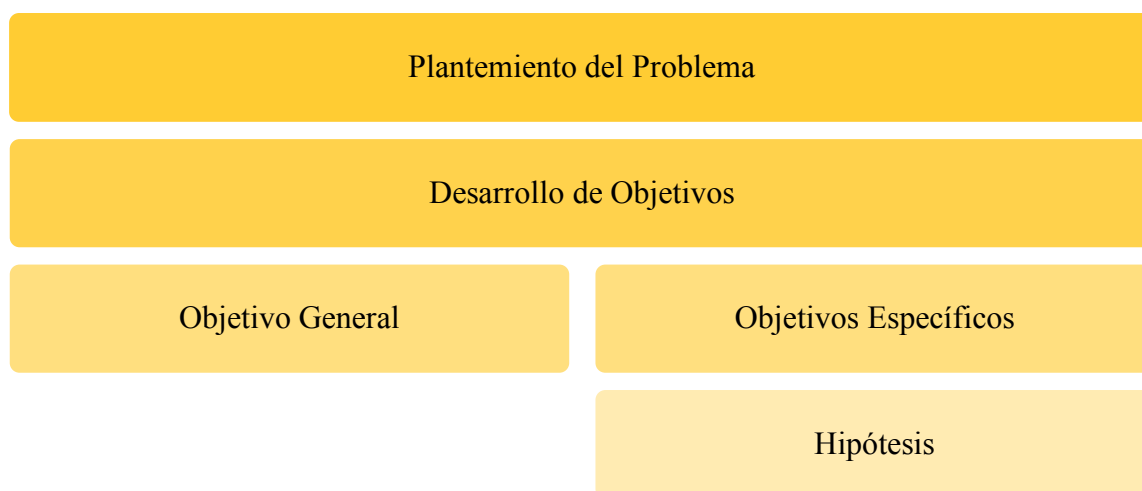 Plantemiento del Problema
Desarrollo de Objetivos
Objetivo General
Objetivos Específicos
Hipótesis